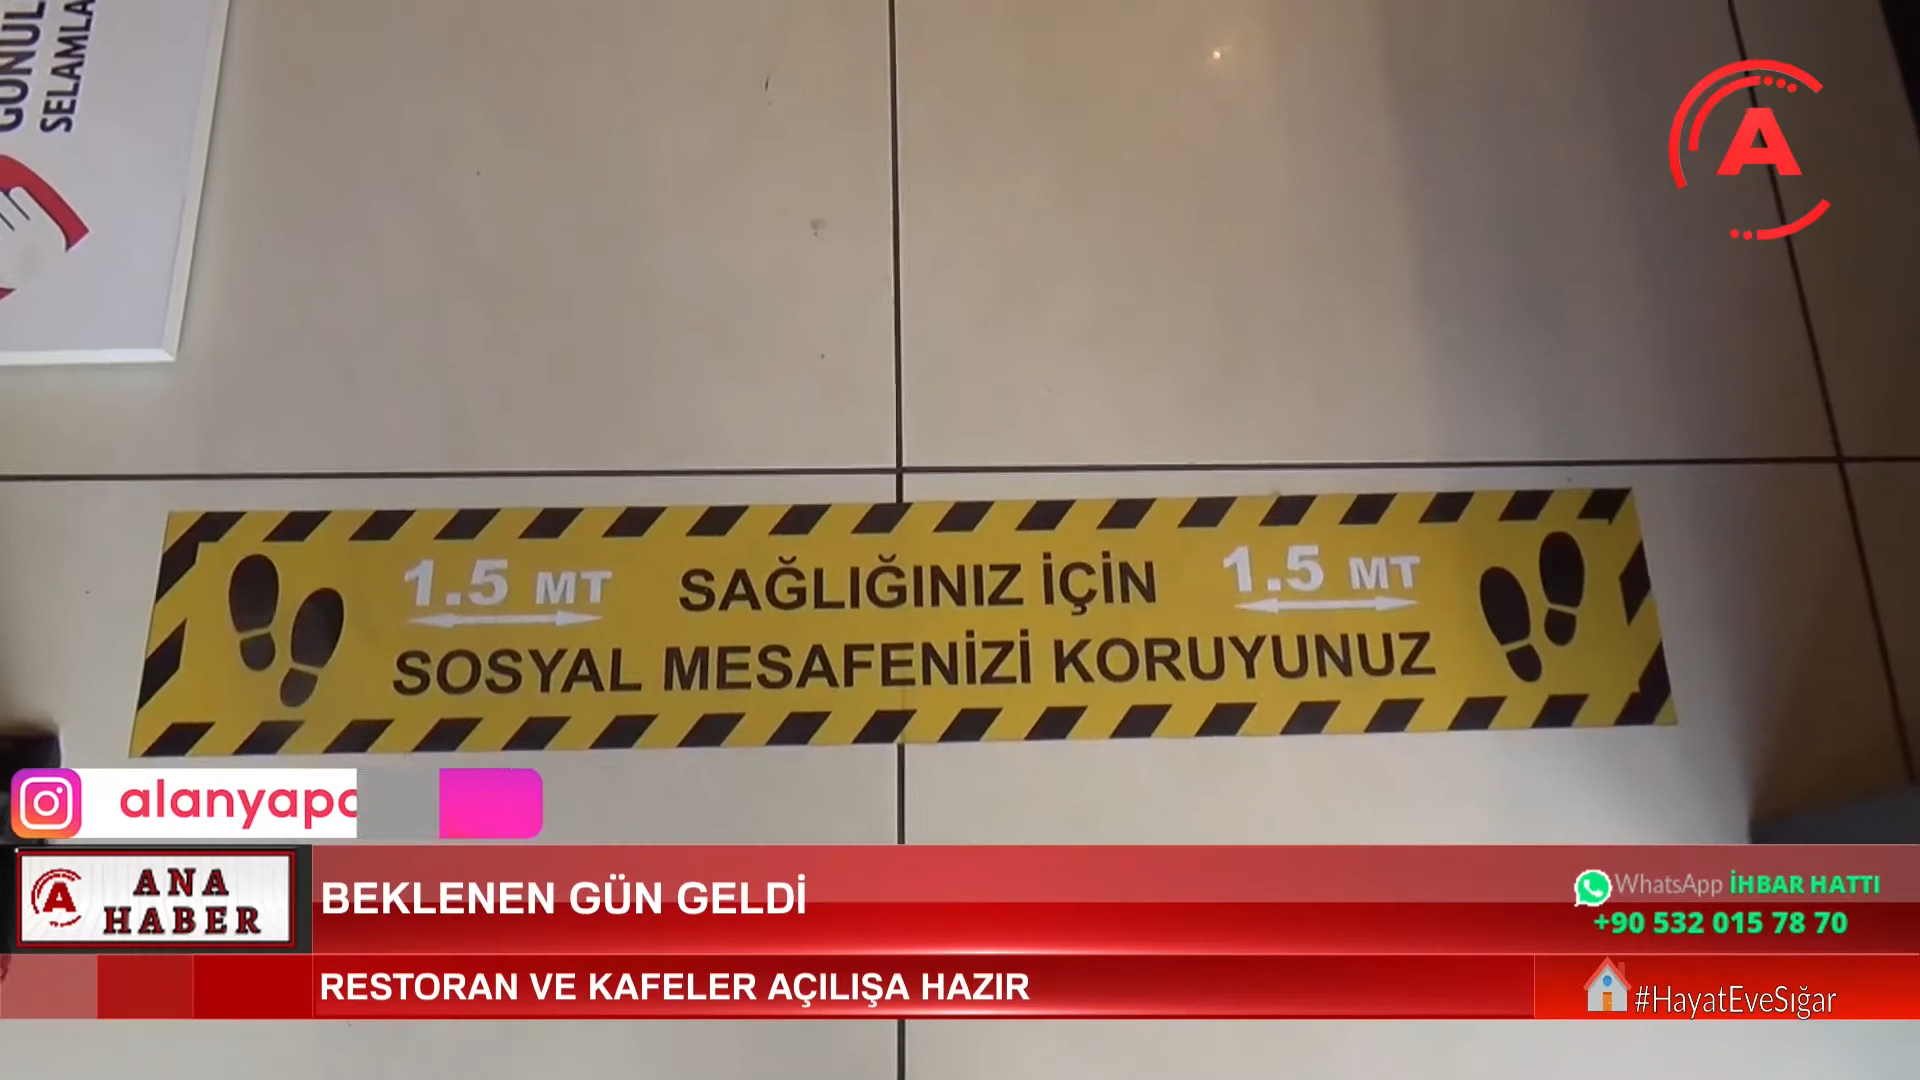 SELAMLA
A
1.5 MT SAĞLIĞINIZ İÇİN 1.5 MT
SOSYAL MESAFENİZİ KORUYUNUZ
alanyapo
A ANA
HABER
BEKLENEN GÜN GELDİ
WhatsApp İHBAR HATTI
+90 532 015 78 70
RESTORAN VE KAFELER AÇILIŞA HAZIR
#HayatEveSığar